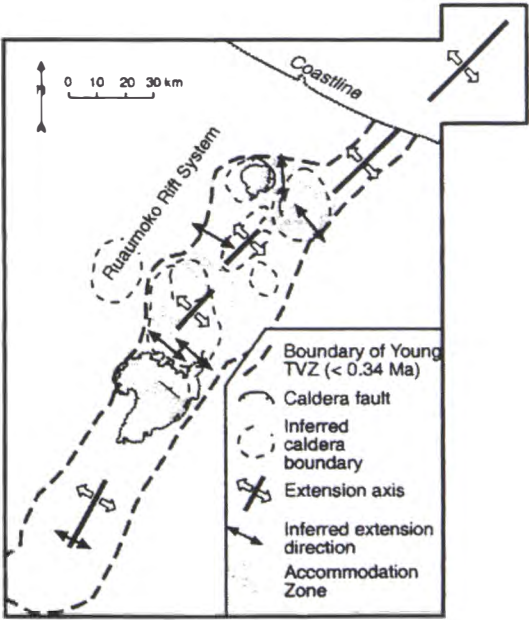 Coastline
N
0 10 20 30 km
Ruaumoko Rift System
Boundary of Young
TVZ (< 0.34 Ma)
Caldera fault
Inferred
caldera
boundary
Extension axis
Inferred extension
direction
Accommodation
Zone